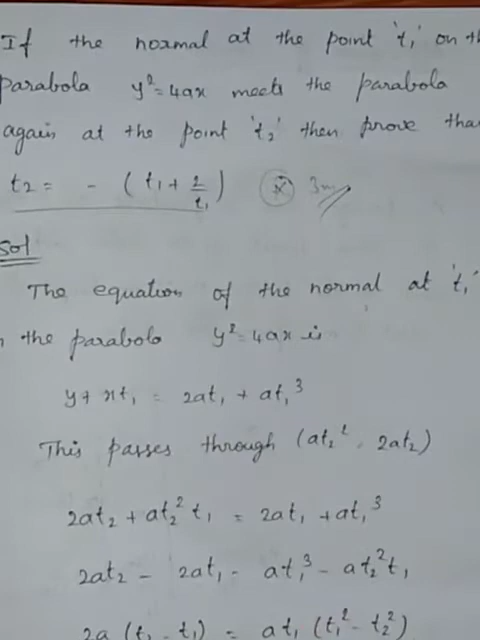 If the normal at the point 't₁' on th
parabola y² = 4ax meets the parabola
again at the point 't₂' then prove tha
t₂ = - (t₁ + 2/t₁) 3m
Sol
The equation of the normal at 't₁'
the parabola y² = 4ax is
y + xt₁ = 2at₁ + at₁³
This passes through (at₂², 2at₂)
2at₂ + at₂² t₁ = 2at₁ + at₁³
2at₂ - 2at₁ - at₁³ - at₂² t₁
2a (t₂ - t₁) = at₁ (t₁² - t₂²)